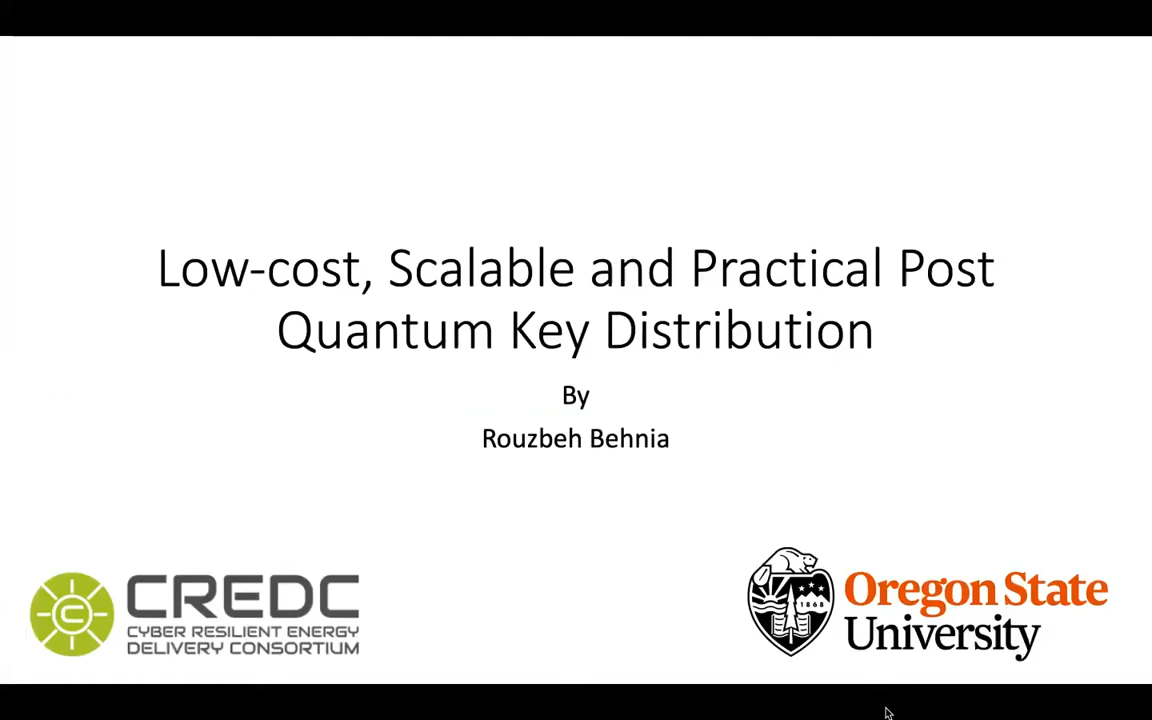 Low-cost, Scalable and Practical Post
Quantum Key Distribution
By
Rouzbeh Behnia
C
CREDC
CYBER RESILIENT ENERGY
DELIVERY CONSORTIUM
1868
Oregon State
University